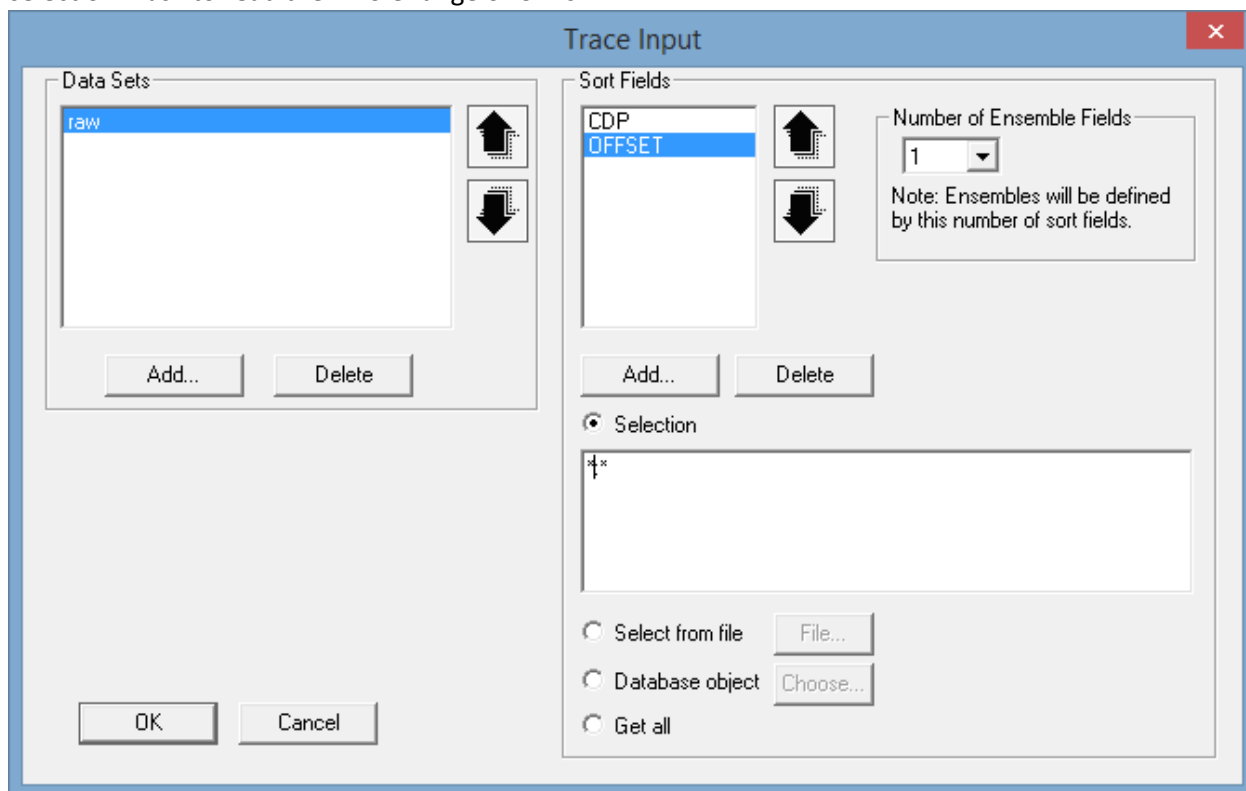 Trace Input
Data Sets
raw
Add...
Delete
OK
Cancel
Sort Fields
CDP
OFFSET
Number of Ensemble Fields
1
Note: Ensembles will be defined
by this number of sort fields.
Add...
Delete
Selection
*:*
Select from file
File...
Database object
Choose...
Get all